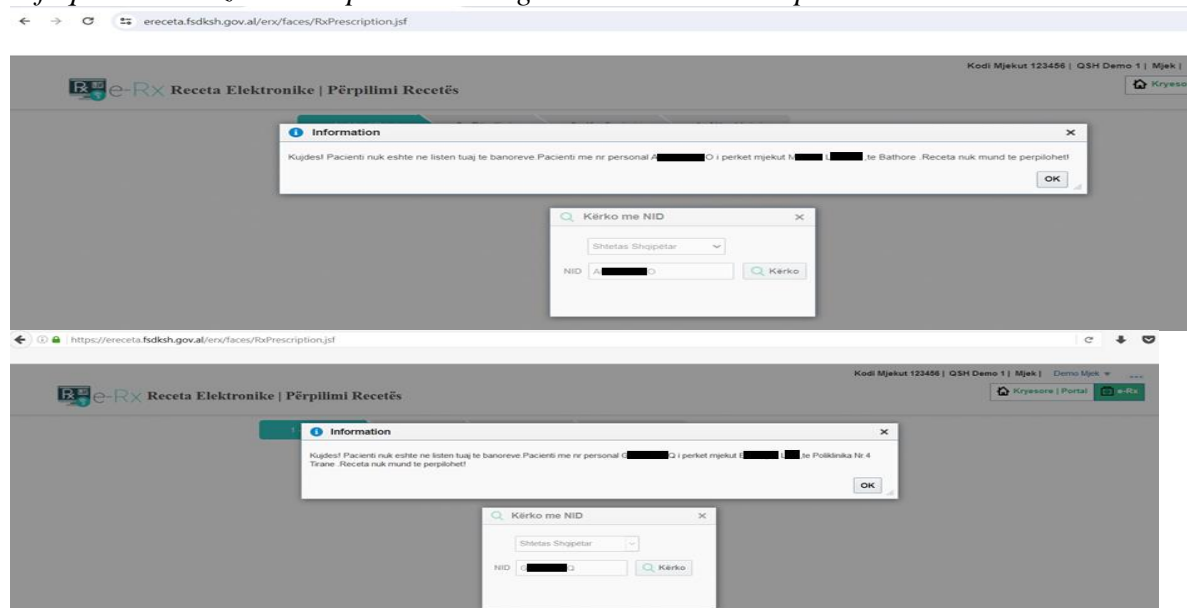 ereceta.fsdksh.gov.al/erx/faces/RxPrescription.jsf
Kodi Mjekut 123456 | QSH Demo 1 | Mjek |
e-Rx Receta Elektronike | Përpilimi Recetës
Information
Kujdes! Pacienti nuk eshte ne listen tuaj te banoreve.Pacienti me nr personal A O i perket mjekut M L ,te Bathore .Receta nuk mund te perpilohet!
OK
Kërko me NID
Shtetas Shqipëtar
NID A O Kërko
https://ereceta.fsdksh.gov.al/erx/faces/RxPrescription.jsf
Kodi Mjekut 123456 | QSH Demo 1 | Mjek | Demo Mjek
e-Rx Receta Elektronike | Përpilimi Recetës
Kryesore | Portal e-Rx
Information
Kujdes! Pacienti nuk eshte ne listen tuaj te banoreve.Pacienti me nr personal G Q i perket mjekut E L ,te Poliklinika Nr.4
Tirane .Receta nuk mund te perpilohet!
OK
Kërko me NID
Shtetas Shqipëtar
NID G Q Kërko